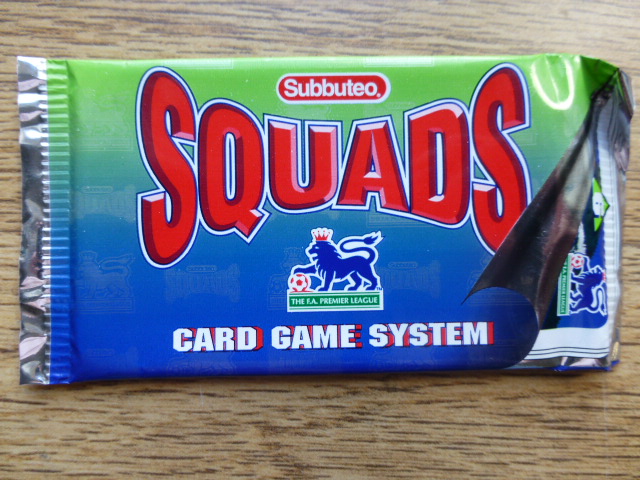 Subbuteo
SQUADS
THE F.A. PREMIER LEAGUE
CARD GAME SYSTEM